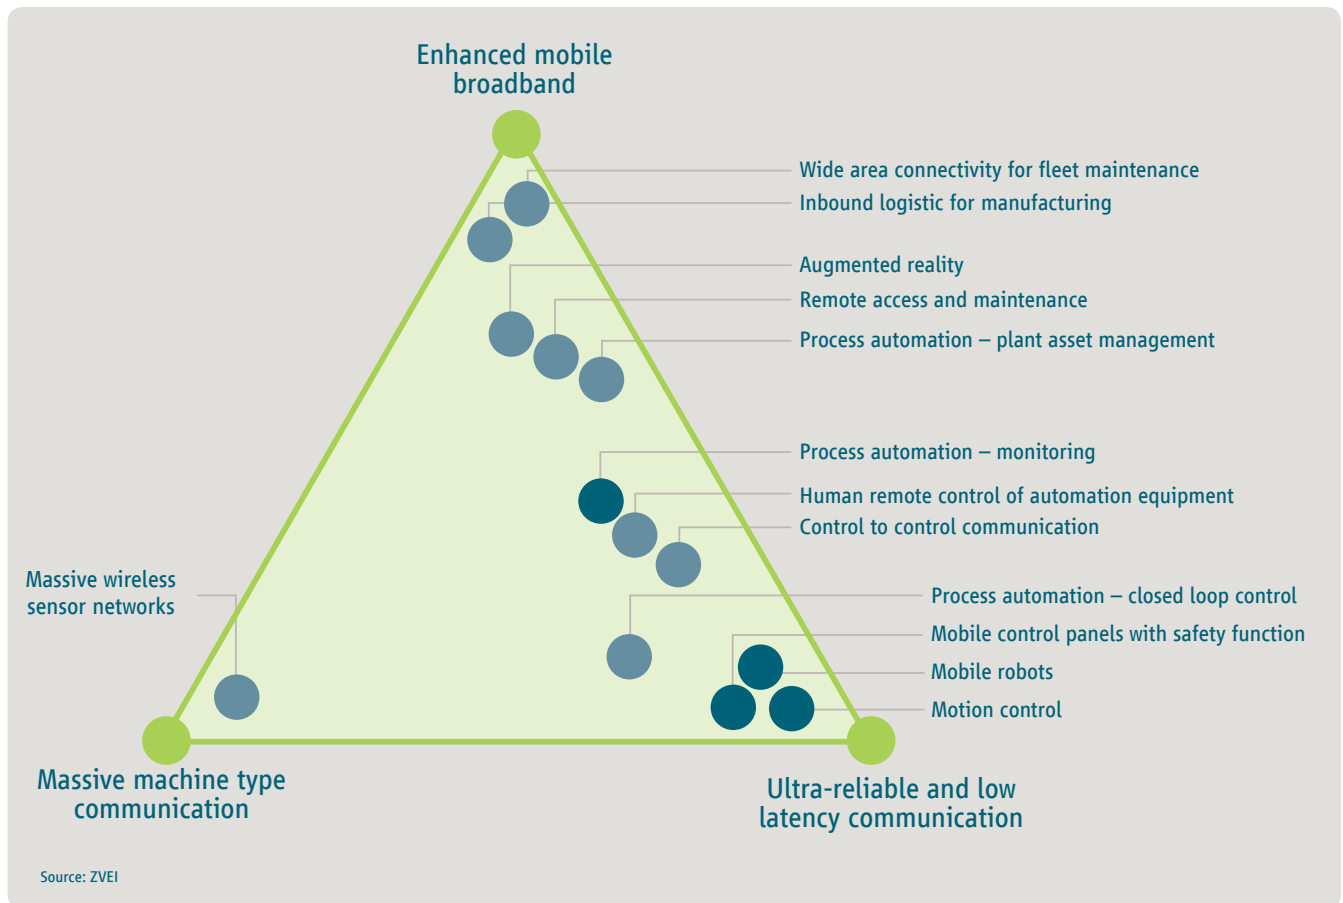 Enhanced mobile
broadband
Wide area connectivity for fleet maintenance
Inbound logistic for manufacturing
Augmented reality
Remote access and maintenance
Process automation – plant asset management
Process automation – monitoring
Human remote control of automation equipment
Control to control communication
Massive wireless
sensor networks
Process automation – closed loop control
Mobile control panels with safety function
Mobile robots
Motion control
Massive machine type
communication
Ultra-reliable and low
latency communication
Source: ZVEI